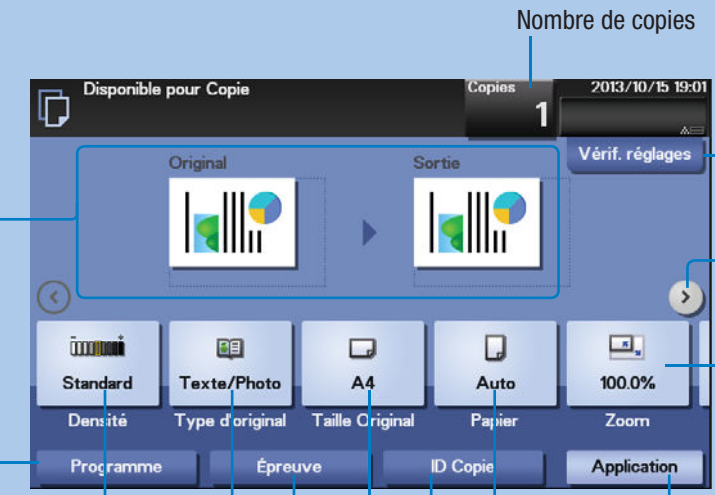 Nombre de copies
Disponible pour Copie
Copies
1
2013/10/15 19:01
Vérif. réglages
Original
Sortie
Standard
Texte/Photo
A4
Auto
100.0%
Densité
Type d'original
Taille Original
Papier
Zoom
Programme
Épreuve
ID Copie
Application